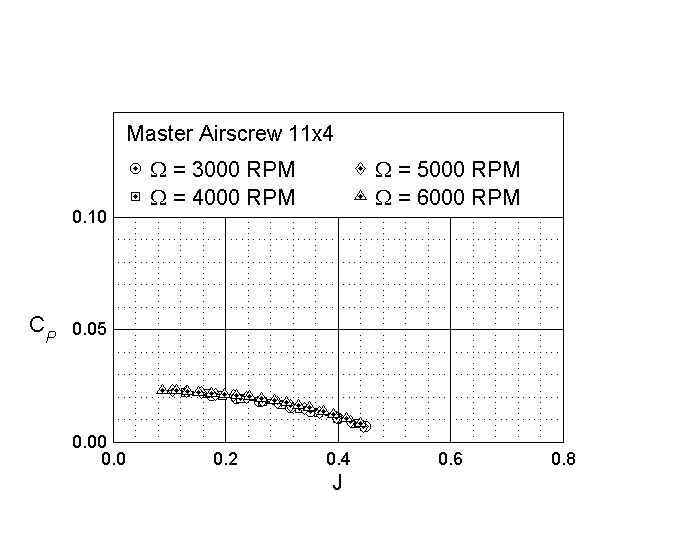 Master Airscrew 11x4
Ω = 3000 RPM Ω = 5000 RPM
Ω = 4000 RPM Ω = 6000 RPM
0.10
0.05
C_P
0.00
0.0 0.2 0.4 0.6 0.8
J